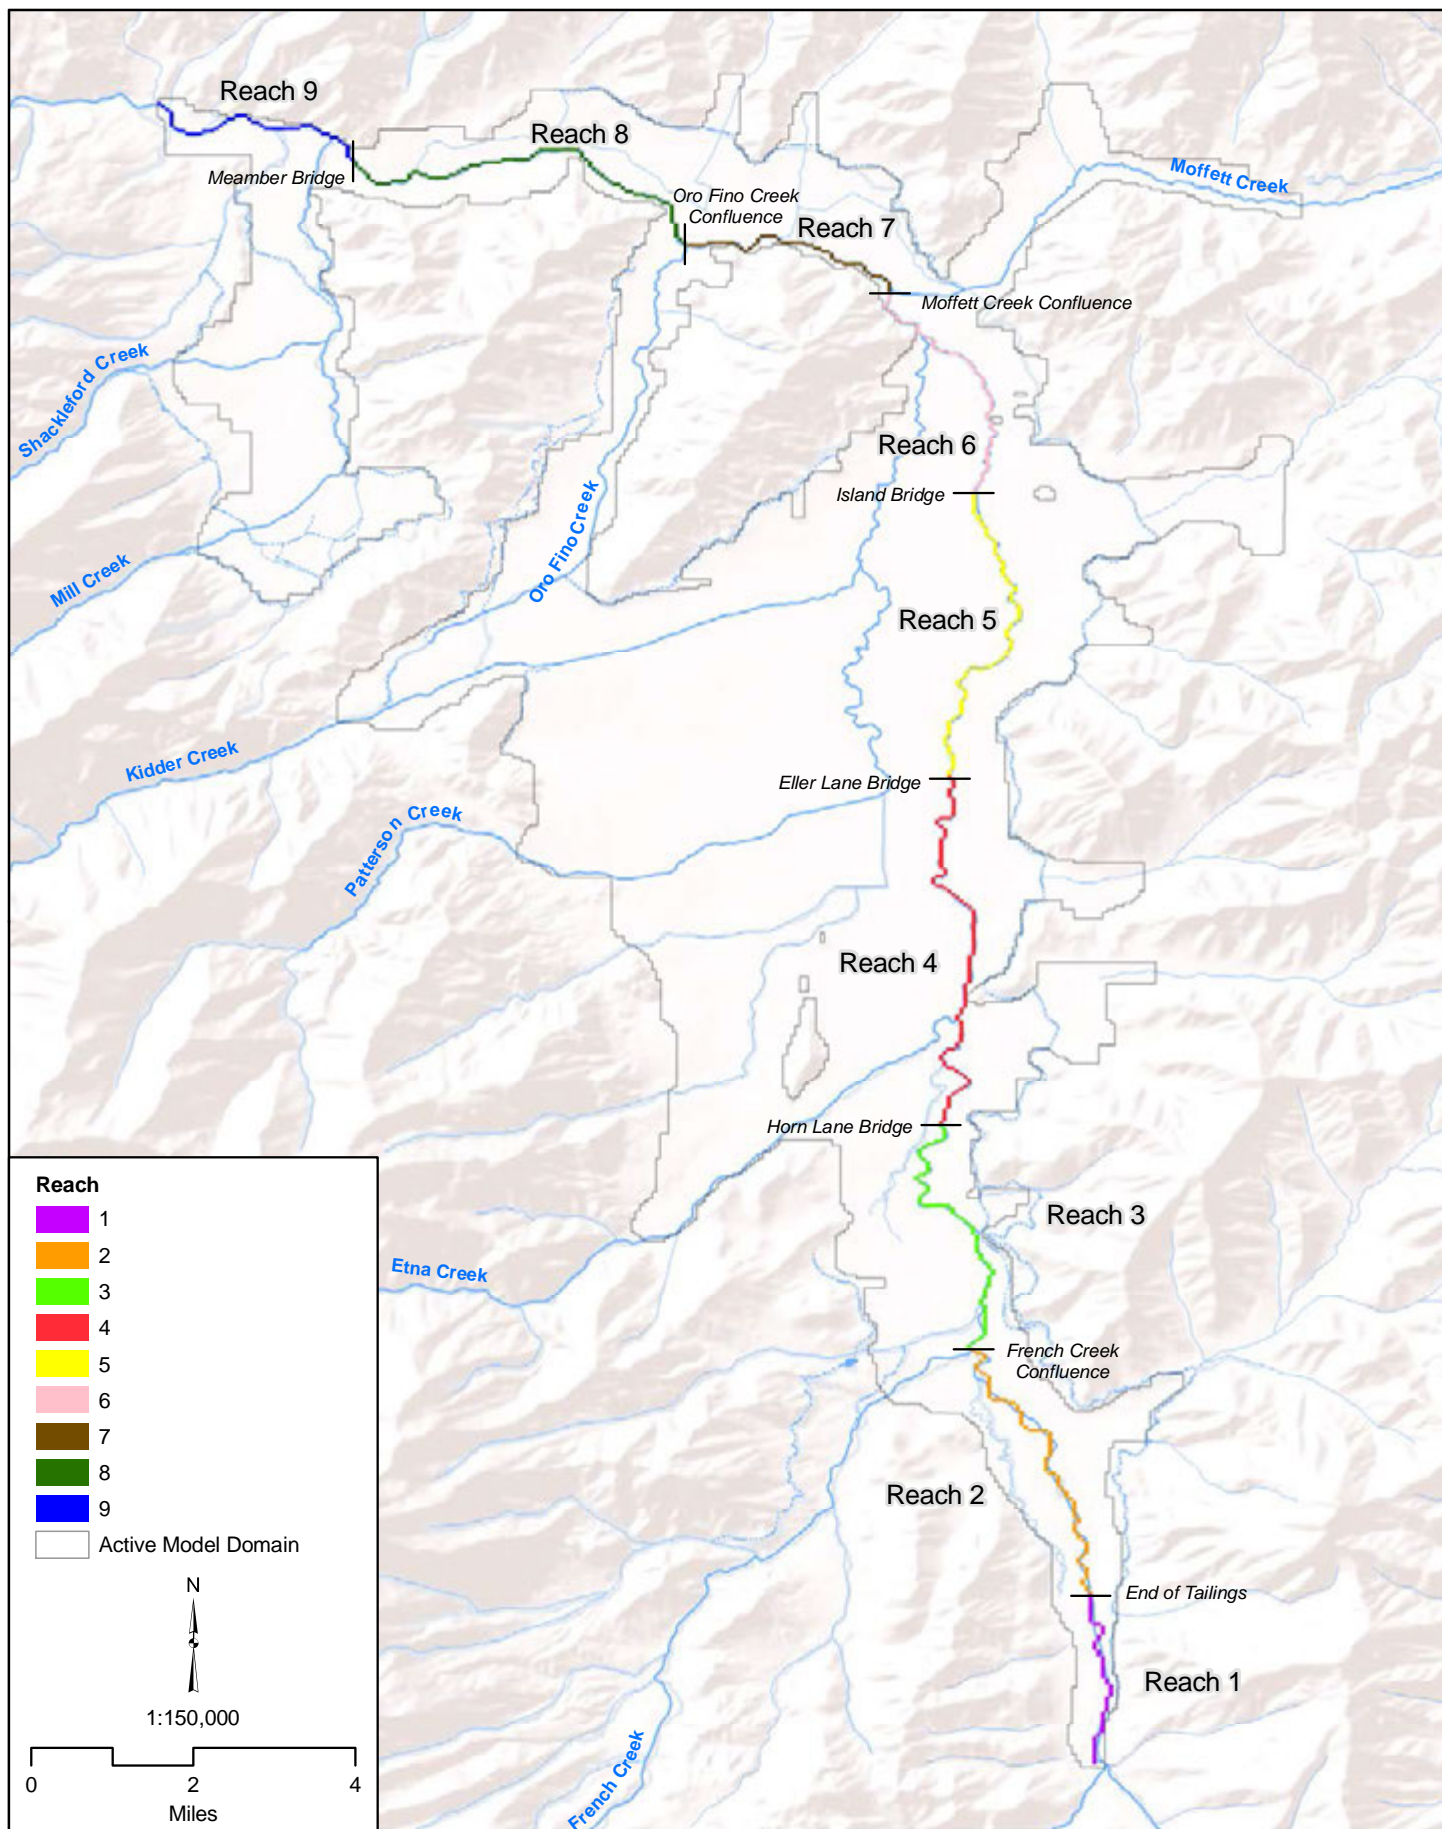 Reach 9
Reach 8
Meamber Bridge
Moffett Creek
Oro Fino Creek
Confluence
Reach 7
Moffett Creek Confluence
Shackleford Creek
Reach 6
Island Bridge
Oro Fino Creek
Mill Creek
Reach 5
Kidder Creek
Eller Lane Bridge
Patterson Creek
Reach 4
Horn Lane Bridge
Reach 3
Etna Creek
French Creek
Confluence
Reach 2
End of Tailings
Reach 1
French Creek
Reach
1
2
3
4
5
6
7
8
9
Active Model Domain
N
1:150,000
0 2 4
Miles